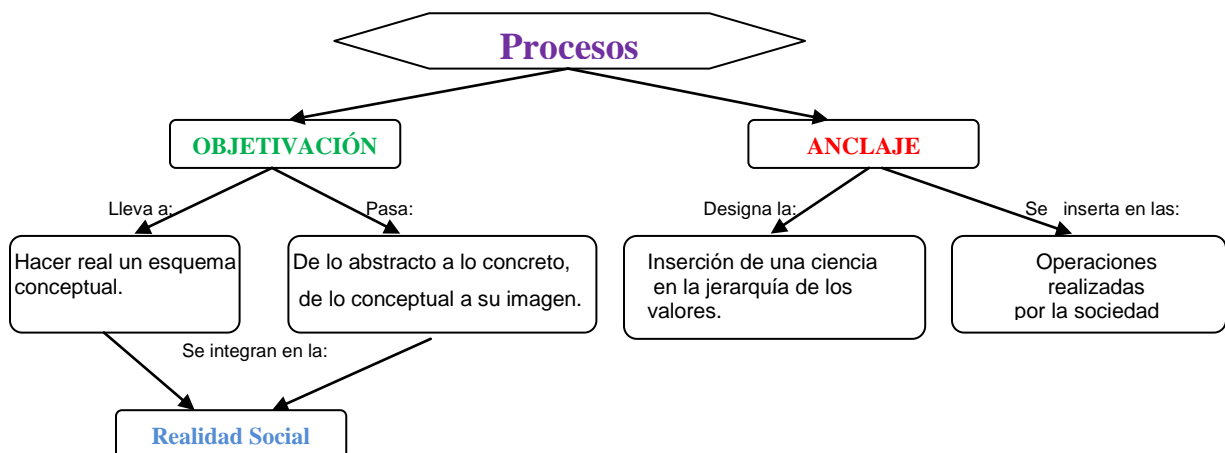 Procesos
OBJETIVACIÓN
ANCLAJE
Lleva a:
Pasa:
Designa la:
Se inserta en las:
Hacer real un esquema
conceptual.
De lo abstracto a lo concreto,
de lo conceptual a su imagen.
Inserción de una ciencia
en la jerarquía de los
valores.
Operaciones
realizadas
por la sociedad
Se integran en la:
Realidad Social